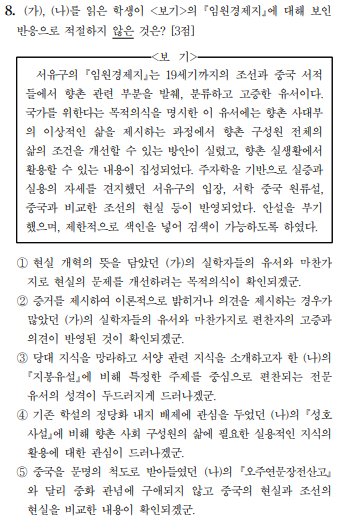 8. (가), (나)를 읽은 학생이 <보기>의 『임원경제지』에 대해 보인
반응으로 적절하지 않은 것은? [3점]
<보 기>
서유구의 『임원경제지』는 19세기까지의 조선과 중국 서적
들에서 향촌 관련 부분을 발췌, 분류하고 고증한 유서이다.
국가를 위한다는 목적의식을 명시한 이 유서에는 향촌 사대부
의 이상적인 삶을 제시하는 과정에서 향촌 구성원 전체의
삶의 조건을 개선할 수 있는 방안이 실렸고, 향촌 실생활에서
활용할 수 있는 내용이 집성되었다. 주자학을 기반으로 실증과
실용의 자세를 견지했던 서유구의 입장, 서학 중국 원류설,
중국과 비교한 조선의 현실 등이 반영되었다. 안설을 부기
했으며, 제한적으로 색인을 넣어 검색이 가능하도록 하였다.
① 현실 개혁의 뜻을 담았던 (가)의 실학자들의 유서와 마찬가
지로 현실의 문제를 개선하려는 목적의식이 확인되겠군.
② 증거를 제시하여 이론적으로 밝히거나 의견을 제시하는 경우가
많았던 (가)의 실학자들의 유서와 마찬가지로 편찬자의 고증과
의견이 반영된 것이 확인되겠군.
③ 당대 지식을 망라하고 서양 관련 지식을 소개하고자 한 (나)의
『지봉유설』에 비해 특정한 주제를 중심으로 편찬되는 전문
유서의 성격이 두드러지게 드러나겠군.
④ 기존 학설의 정당화 내지 배제에 관심을 두었던 (나)의 『성호
사설』에 비해 향촌 사회 구성원의 삶에 필요한 실용적인 지식의
활용에 대한 관심이 드러나겠군.
⑤ 중국을 문명의 척도로 받아들였던 (나)의 『오주연문장전산고』
와 달리 중화 관념에 구애되지 않고 중국의 현실과 조선의
현실을 비교한 내용이 확인되겠군.